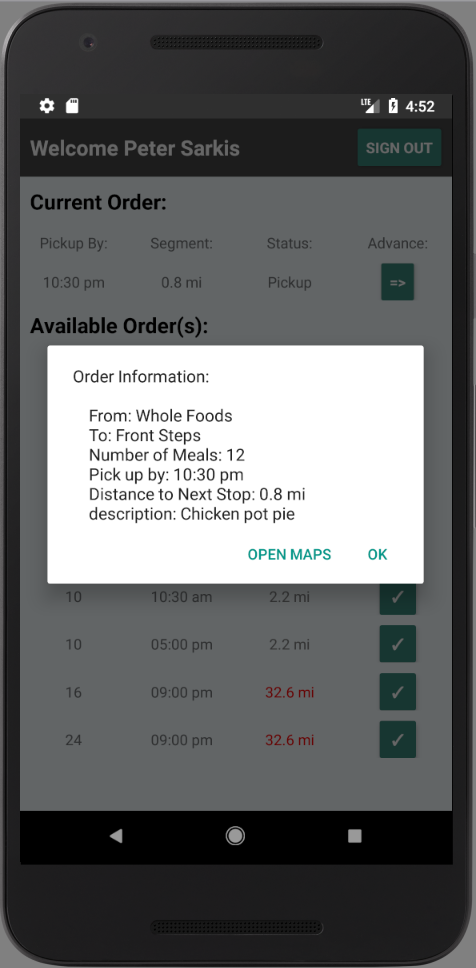 LTE 4:52
Welcome Peter Sarkis SIGN OUT
Current Order:
Pickup By: Segment: Status: Advance:
10:30 pm 0.8 mi Pickup =>
Available Order(s):
Order Information:
From: Whole Foods
To: Front Steps
Number of Meals: 12
Pick up by: 10:30 pm
Distance to Next Stop: 0.8 mi
description: Chicken pot pie
OPEN MAPS OK
10 10:30 am 2.2 mi ✓
10 05:00 pm 2.2 mi ✓
16 09:00 pm 32.6 mi ✓
24 09:00 pm 32.6 mi ✓